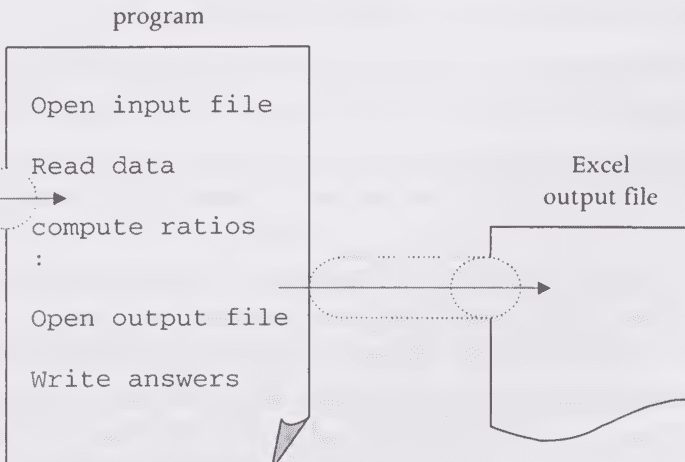 program
Open input file
Read data
compute ratios
:
Open output file
Write answers
Excel
output file